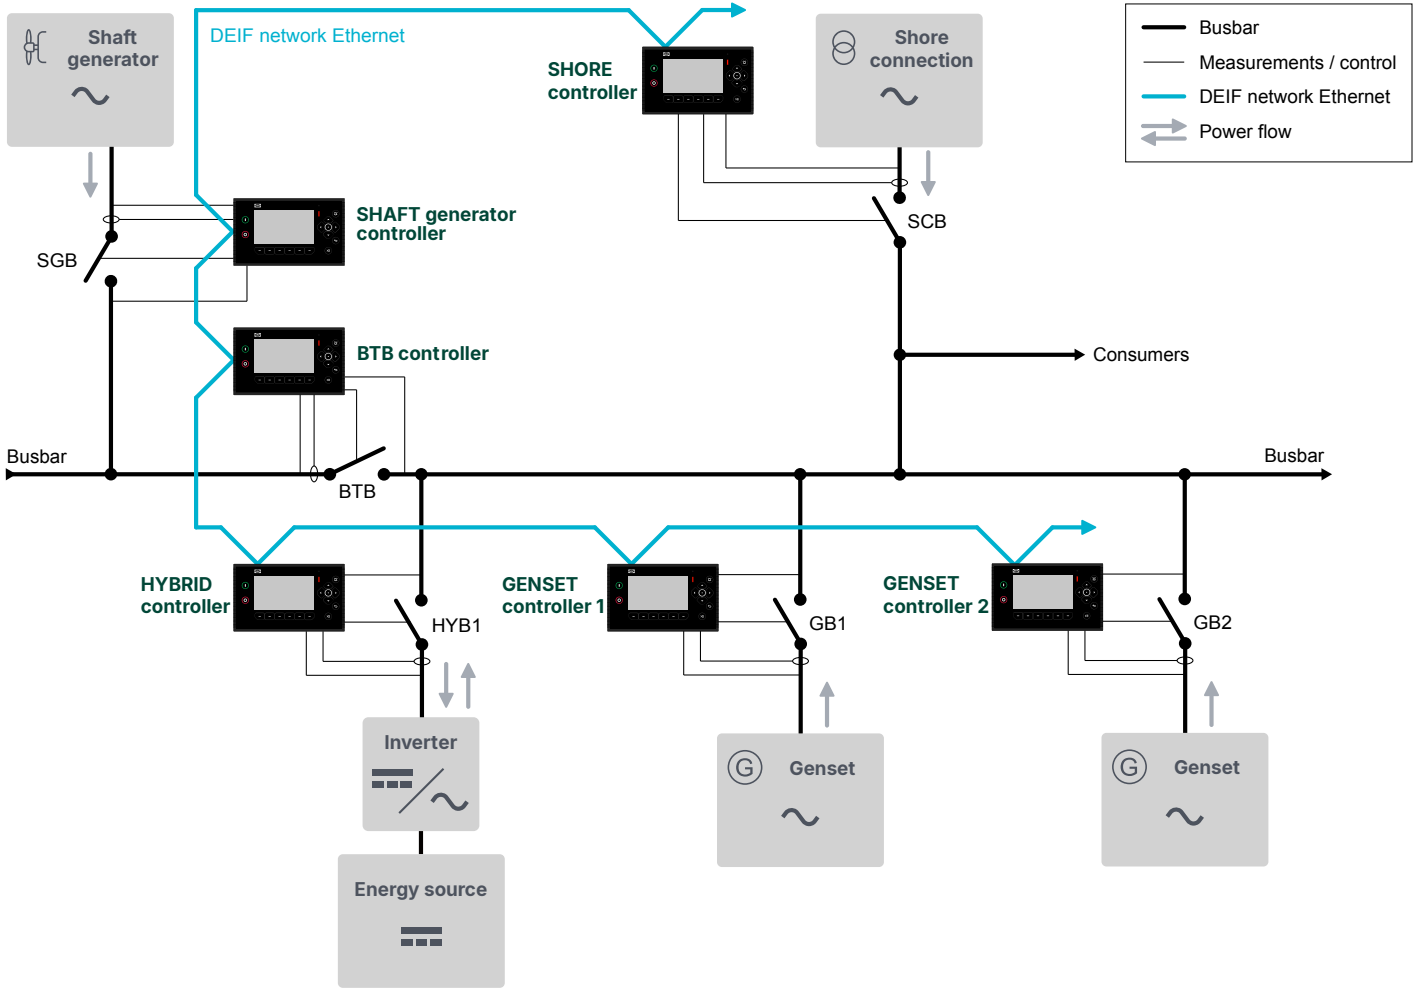 Shaft
generator
DEIF network Ethernet
SHORE
controller
Shore
connection
Busbar
Measurements / control
DEIF network Ethernet
Power flow
SHAFT generator
controller
SGB
SCB
BTB controller
Consumers
Busbar
BTB
Busbar
HYBRID
controller
HYB1
GENSET
controller 1
GB1
GENSET
controller 2
GB2
Inverter
G Genset
G Genset
Energy source